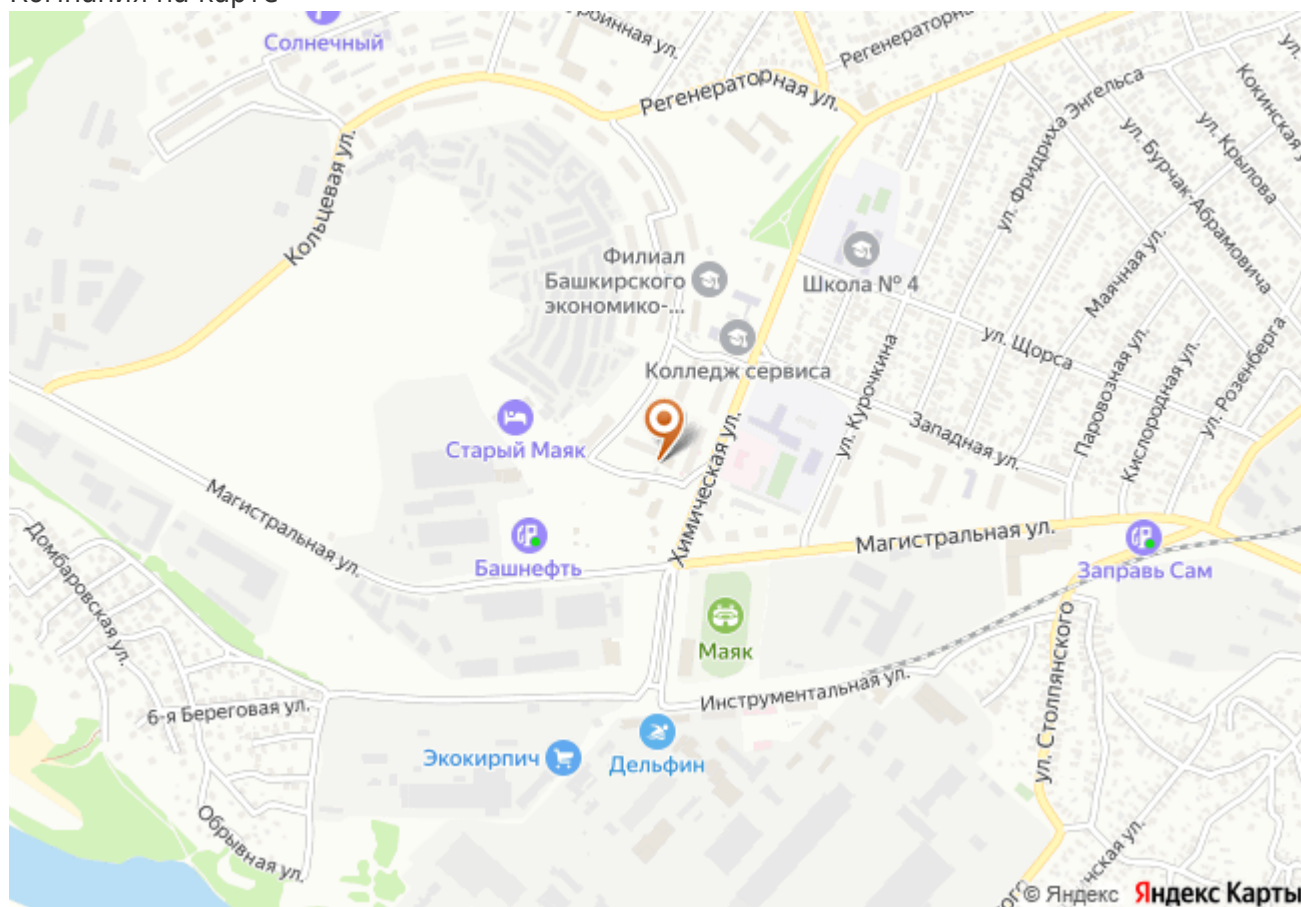 Компания на карте
Солнечный
Регенераторная ул.
Кольцевая ул.
ул. Фридриха Энгельса
ул. Бурчак-Абрамовича
ул. Крылова
Филиал
Башкирского
экономико-...
Школа № 4
Маячная ул.
ул. Щорса
Колледж сервиса
ул. Курочкина
Паровозная ул.
Кислородная ул.
ул. Розенберга
Западная ул.
Старый Маяк
Химическая ул.
Магистральная ул.
Магистральная ул.
Башнефть
Заправь Сам
Домбаровская ул.
Маяк
Инструментальная ул.
6-я Береговая ул.
ул. Столпянского
Экокирпич
Дельфин
Обрывная ул.
© Яндекс Яндекс Карты